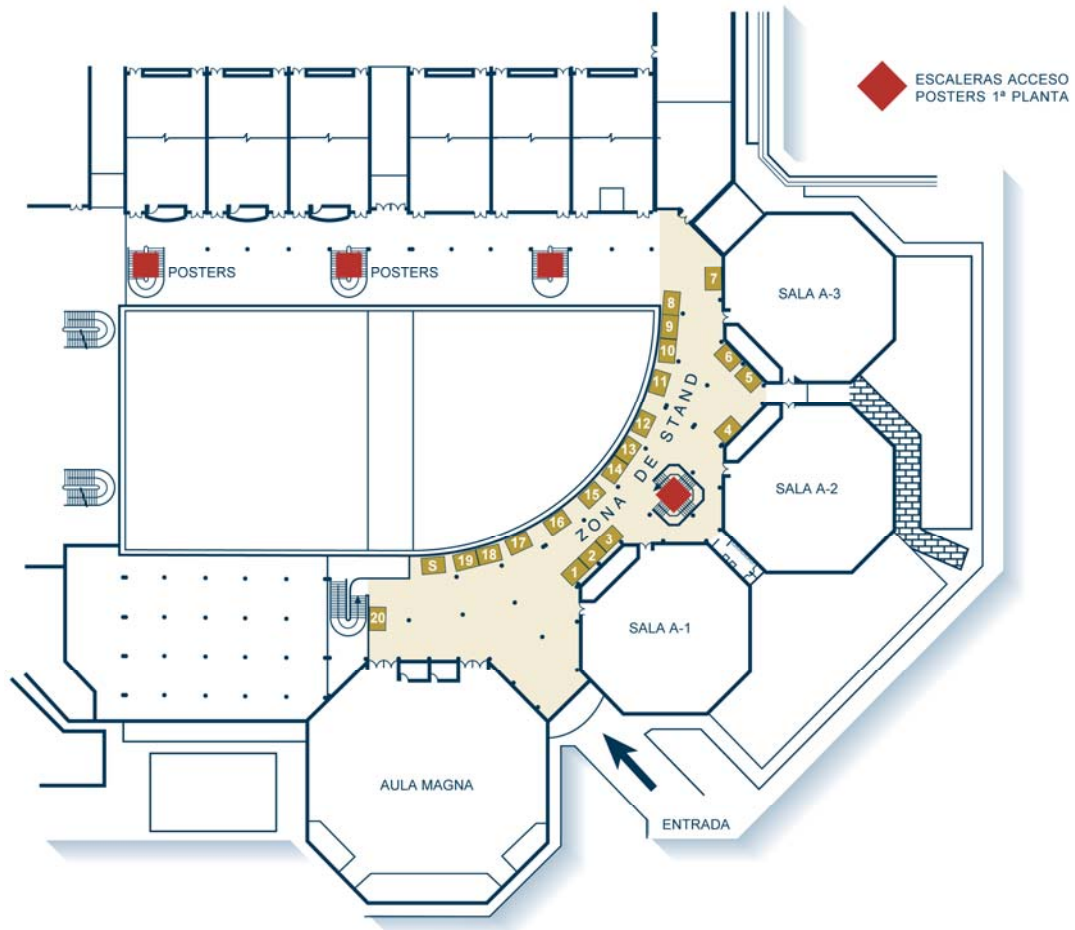 ESCALERAS ACCESO
POSTERS 1ª PLANTA
POSTERS
POSTERS
7
SALA A-3
8
9
10
6
5
11
ZONA DE STAND
12
4
13
14
SALA A-2
15
16
3
17
2
18
1
19
S
20
SALA A-1
AULA MAGNA
ENTRADA